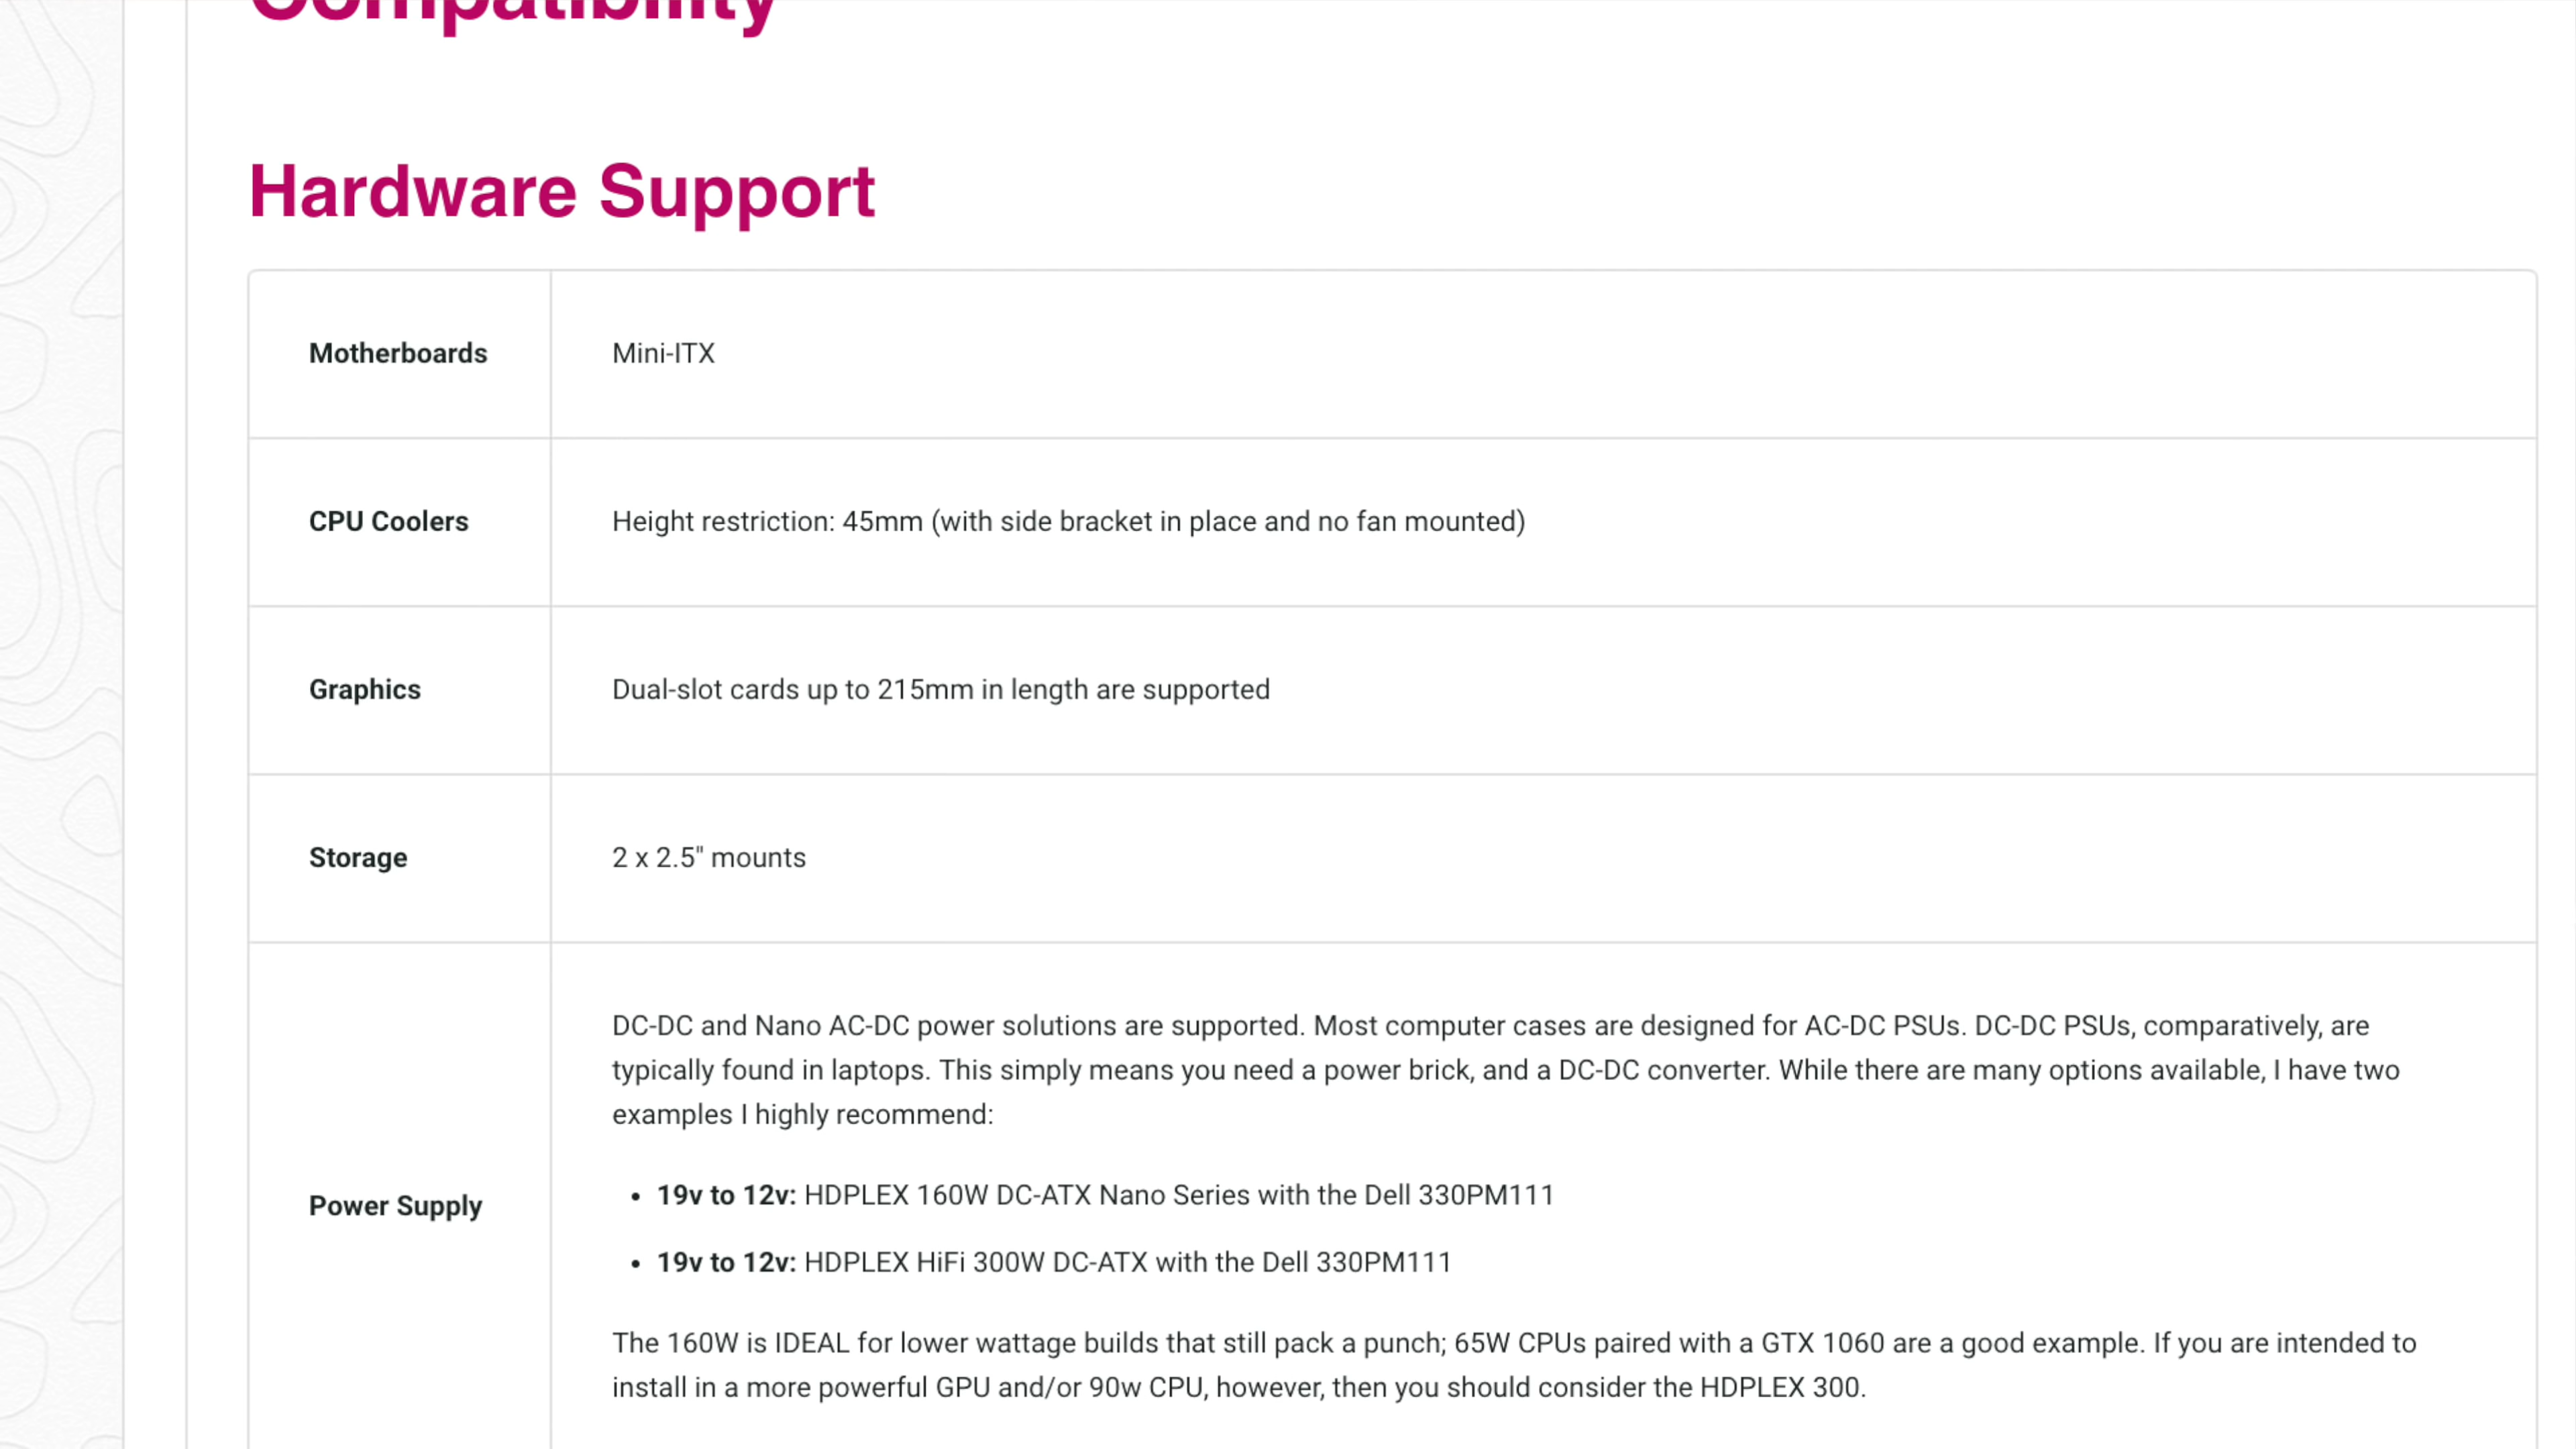 Compatibility
Hardware Support
Motherboards
Mini-ITX
CPU Coolers
Height restriction: 45mm (with side bracket in place and no fan mounted)
Graphics
Dual-slot cards up to 215mm in length are supported
Storage
2 x 2.5" mounts
Power Supply
DC-DC and Nano AC-DC power solutions are supported. Most computer cases are designed for AC-DC PSUs. DC-DC PSUs, comparatively, are
typically found in laptops. This simply means you need a power brick, and a DC-DC converter. While there are many options available, I have two
examples I highly recommend:
• 19v to 12v: HDPLEX 160W DC-ATX Nano Series with the Dell 330PM111
• 19v to 12v: HDPLEX HiFi 300W DC-ATX with the Dell 330PM111
The 160W is IDEAL for lower wattage builds that still pack a punch; 65W CPUs paired with a GTX 1060 are a good example. If you are intended to
install in a more powerful GPU and/or 90w CPU, however, then you should consider the HDPLEX 300.